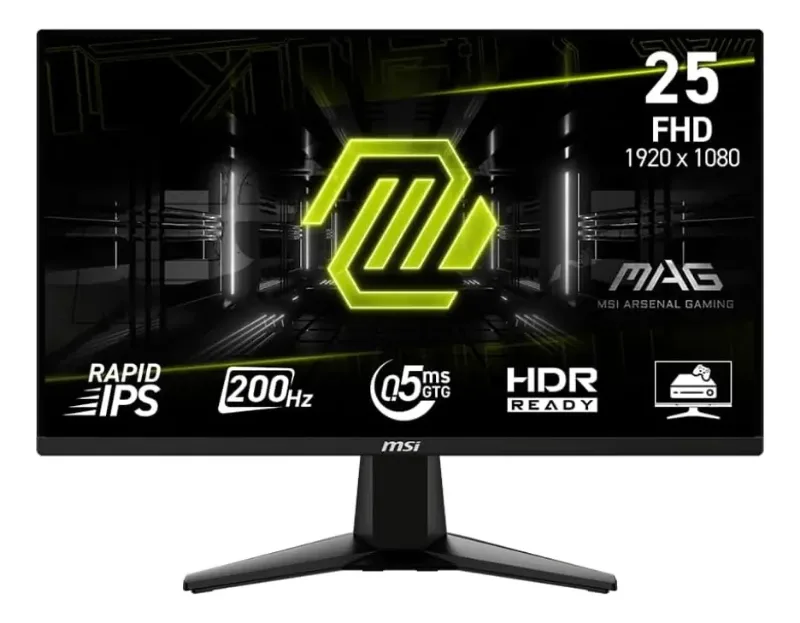 25
FHD
1920 x 1080
MAG
MSI ARSENAL GAMING
RAPID
IPS
200Hz
0.5ms
GTG
HDR
READY
msi